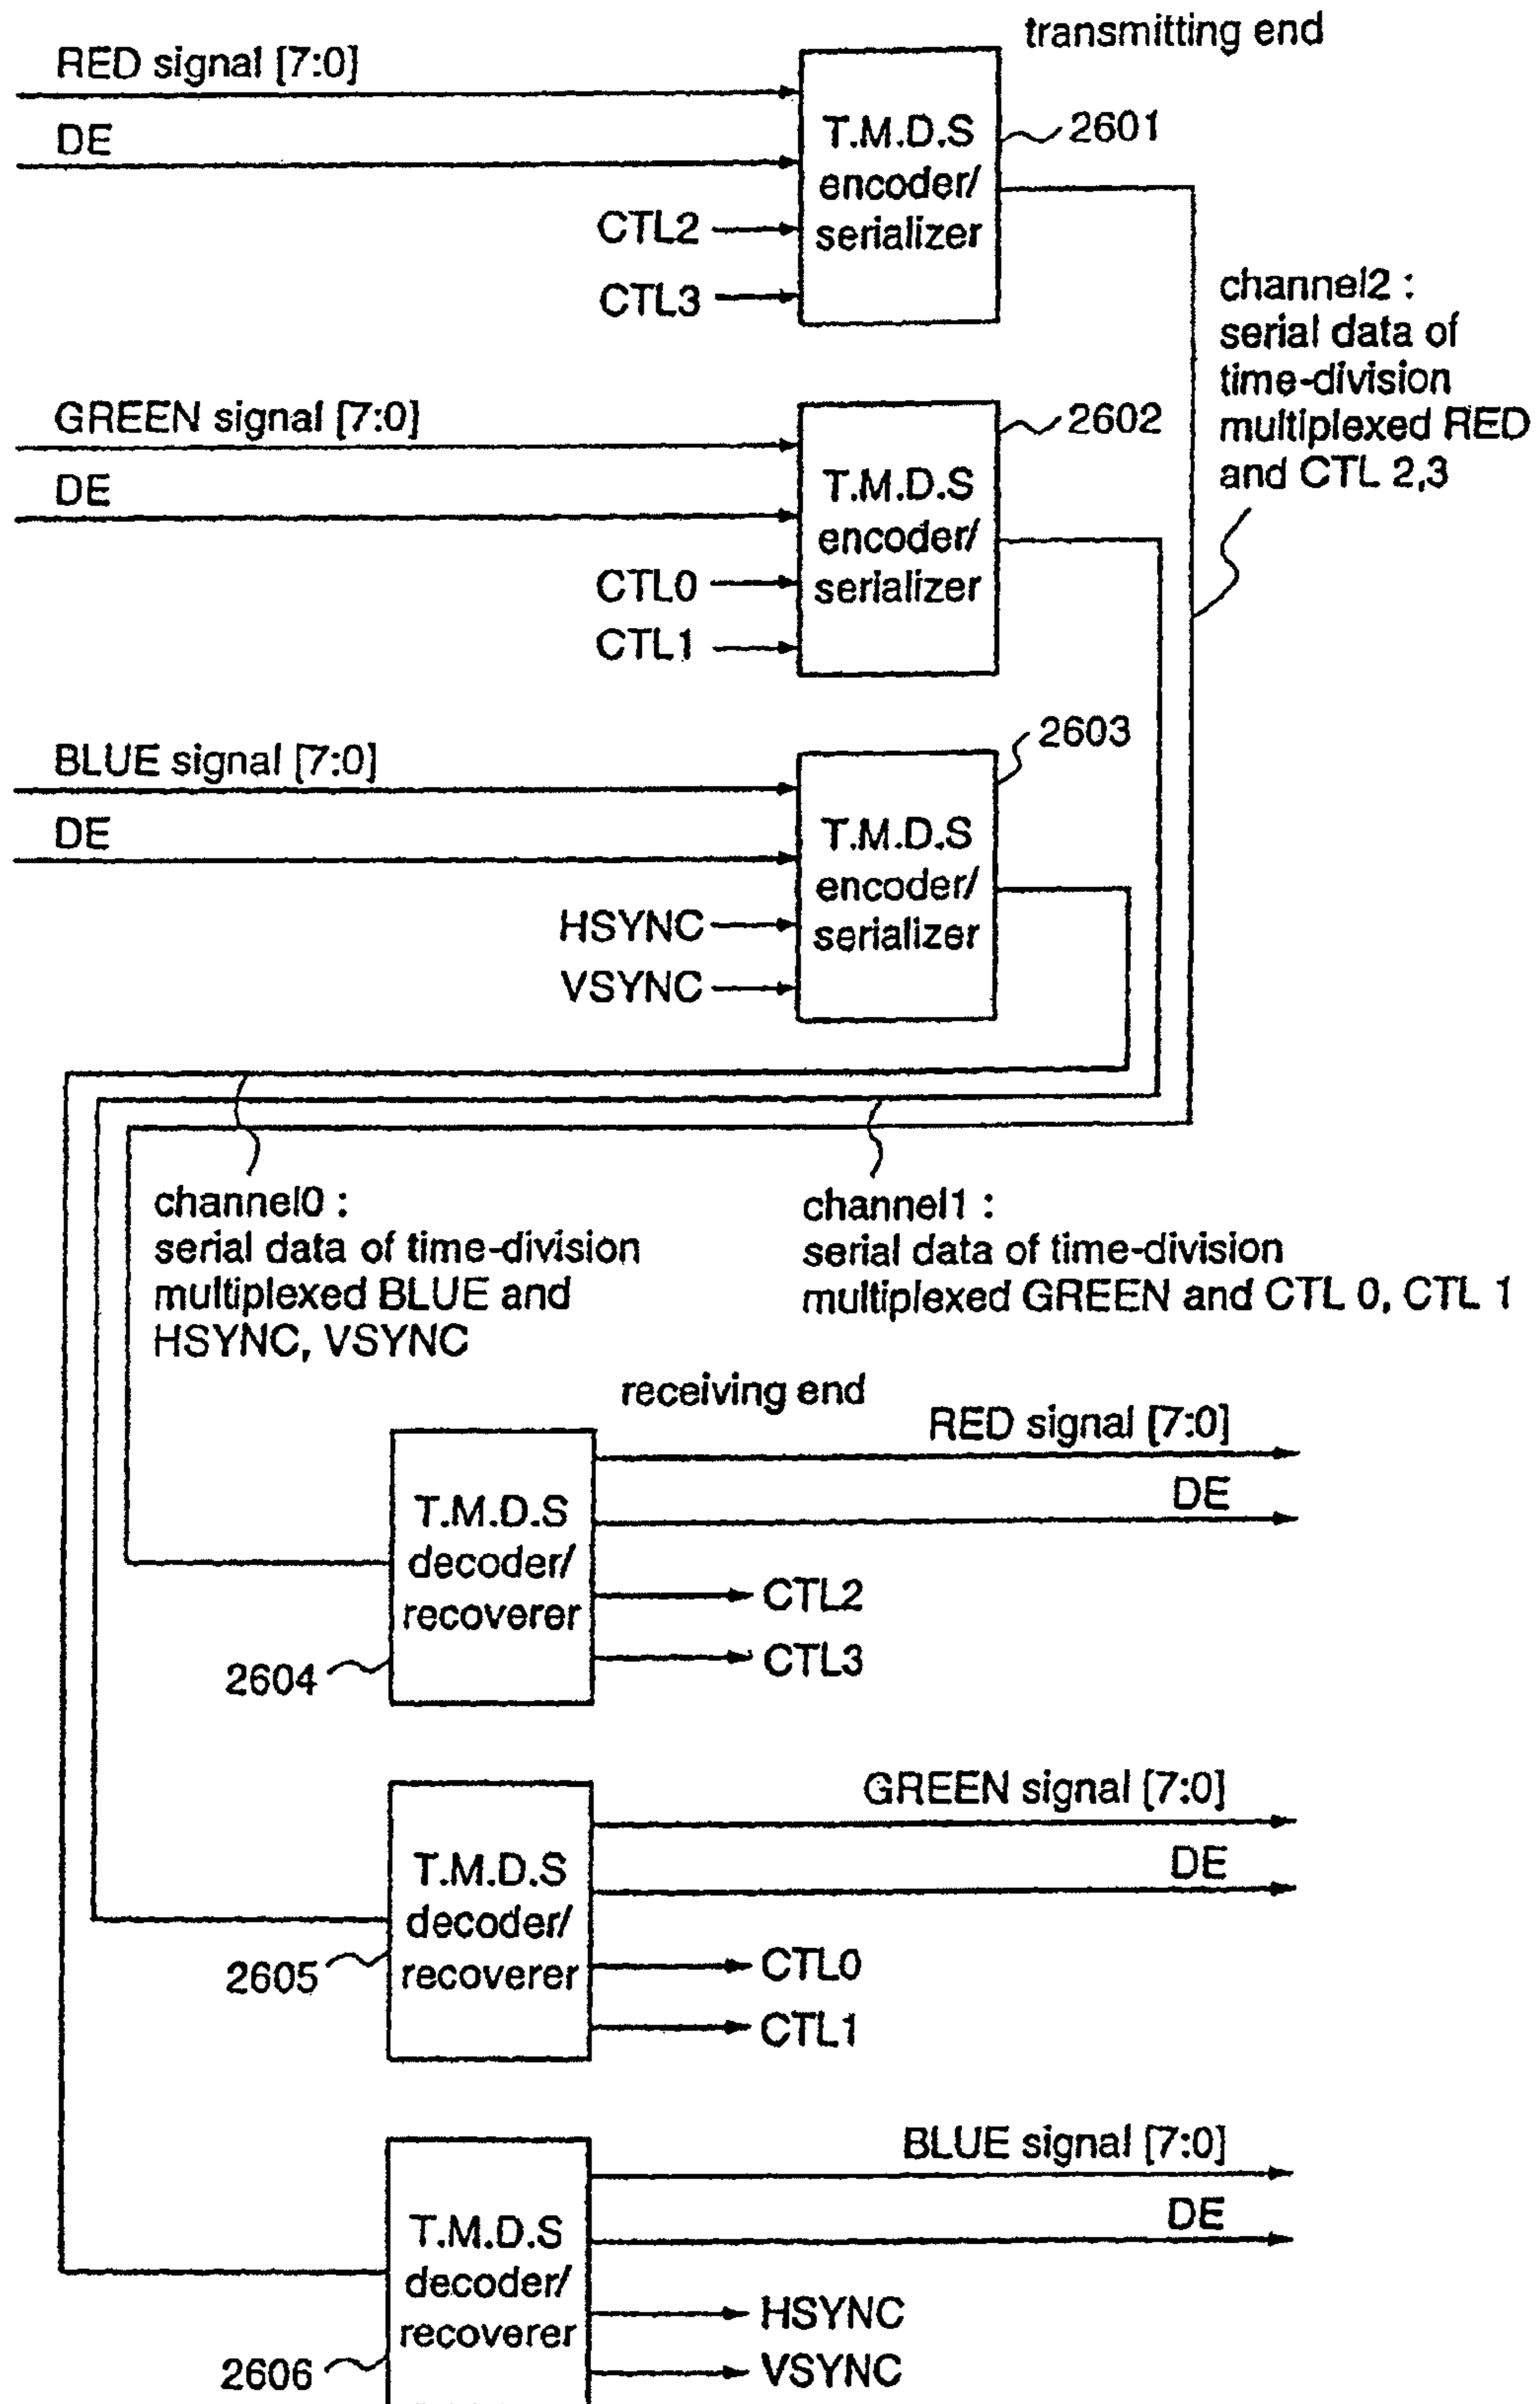 transmitting end
RED signal [7:0]
DE
CTL2
CTL3
T.M.D.S
encoder/
serializer
2601
channel2 :
serial data of
time-division
multiplexed RED
and CTL 2,3
GREEN signal [7:0]
DE
CTL0
CTL1
T.M.D.S
encoder/
serializer
2602
BLUE signal [7:0]
DE
HSYNC
VSYNC
T.M.D.S
encoder/
serializer
2603
channel0 :
serial data of time-division
multiplexed BLUE and
HSYNC, VSYNC
channel1 :
serial data of time-division
multiplexed GREEN and CTL 0, CTL 1
receiving end
T.M.D.S
decoder/
recoverer
2604
RED signal [7:0]
DE
CTL2
CTL3
T.M.D.S
decoder/
recoverer
2605
GREEN signal [7:0]
DE
CTL0
CTL1
T.M.D.S
decoder/
recoverer
2606
BLUE signal [7:0]
DE
HSYNC
VSYNC